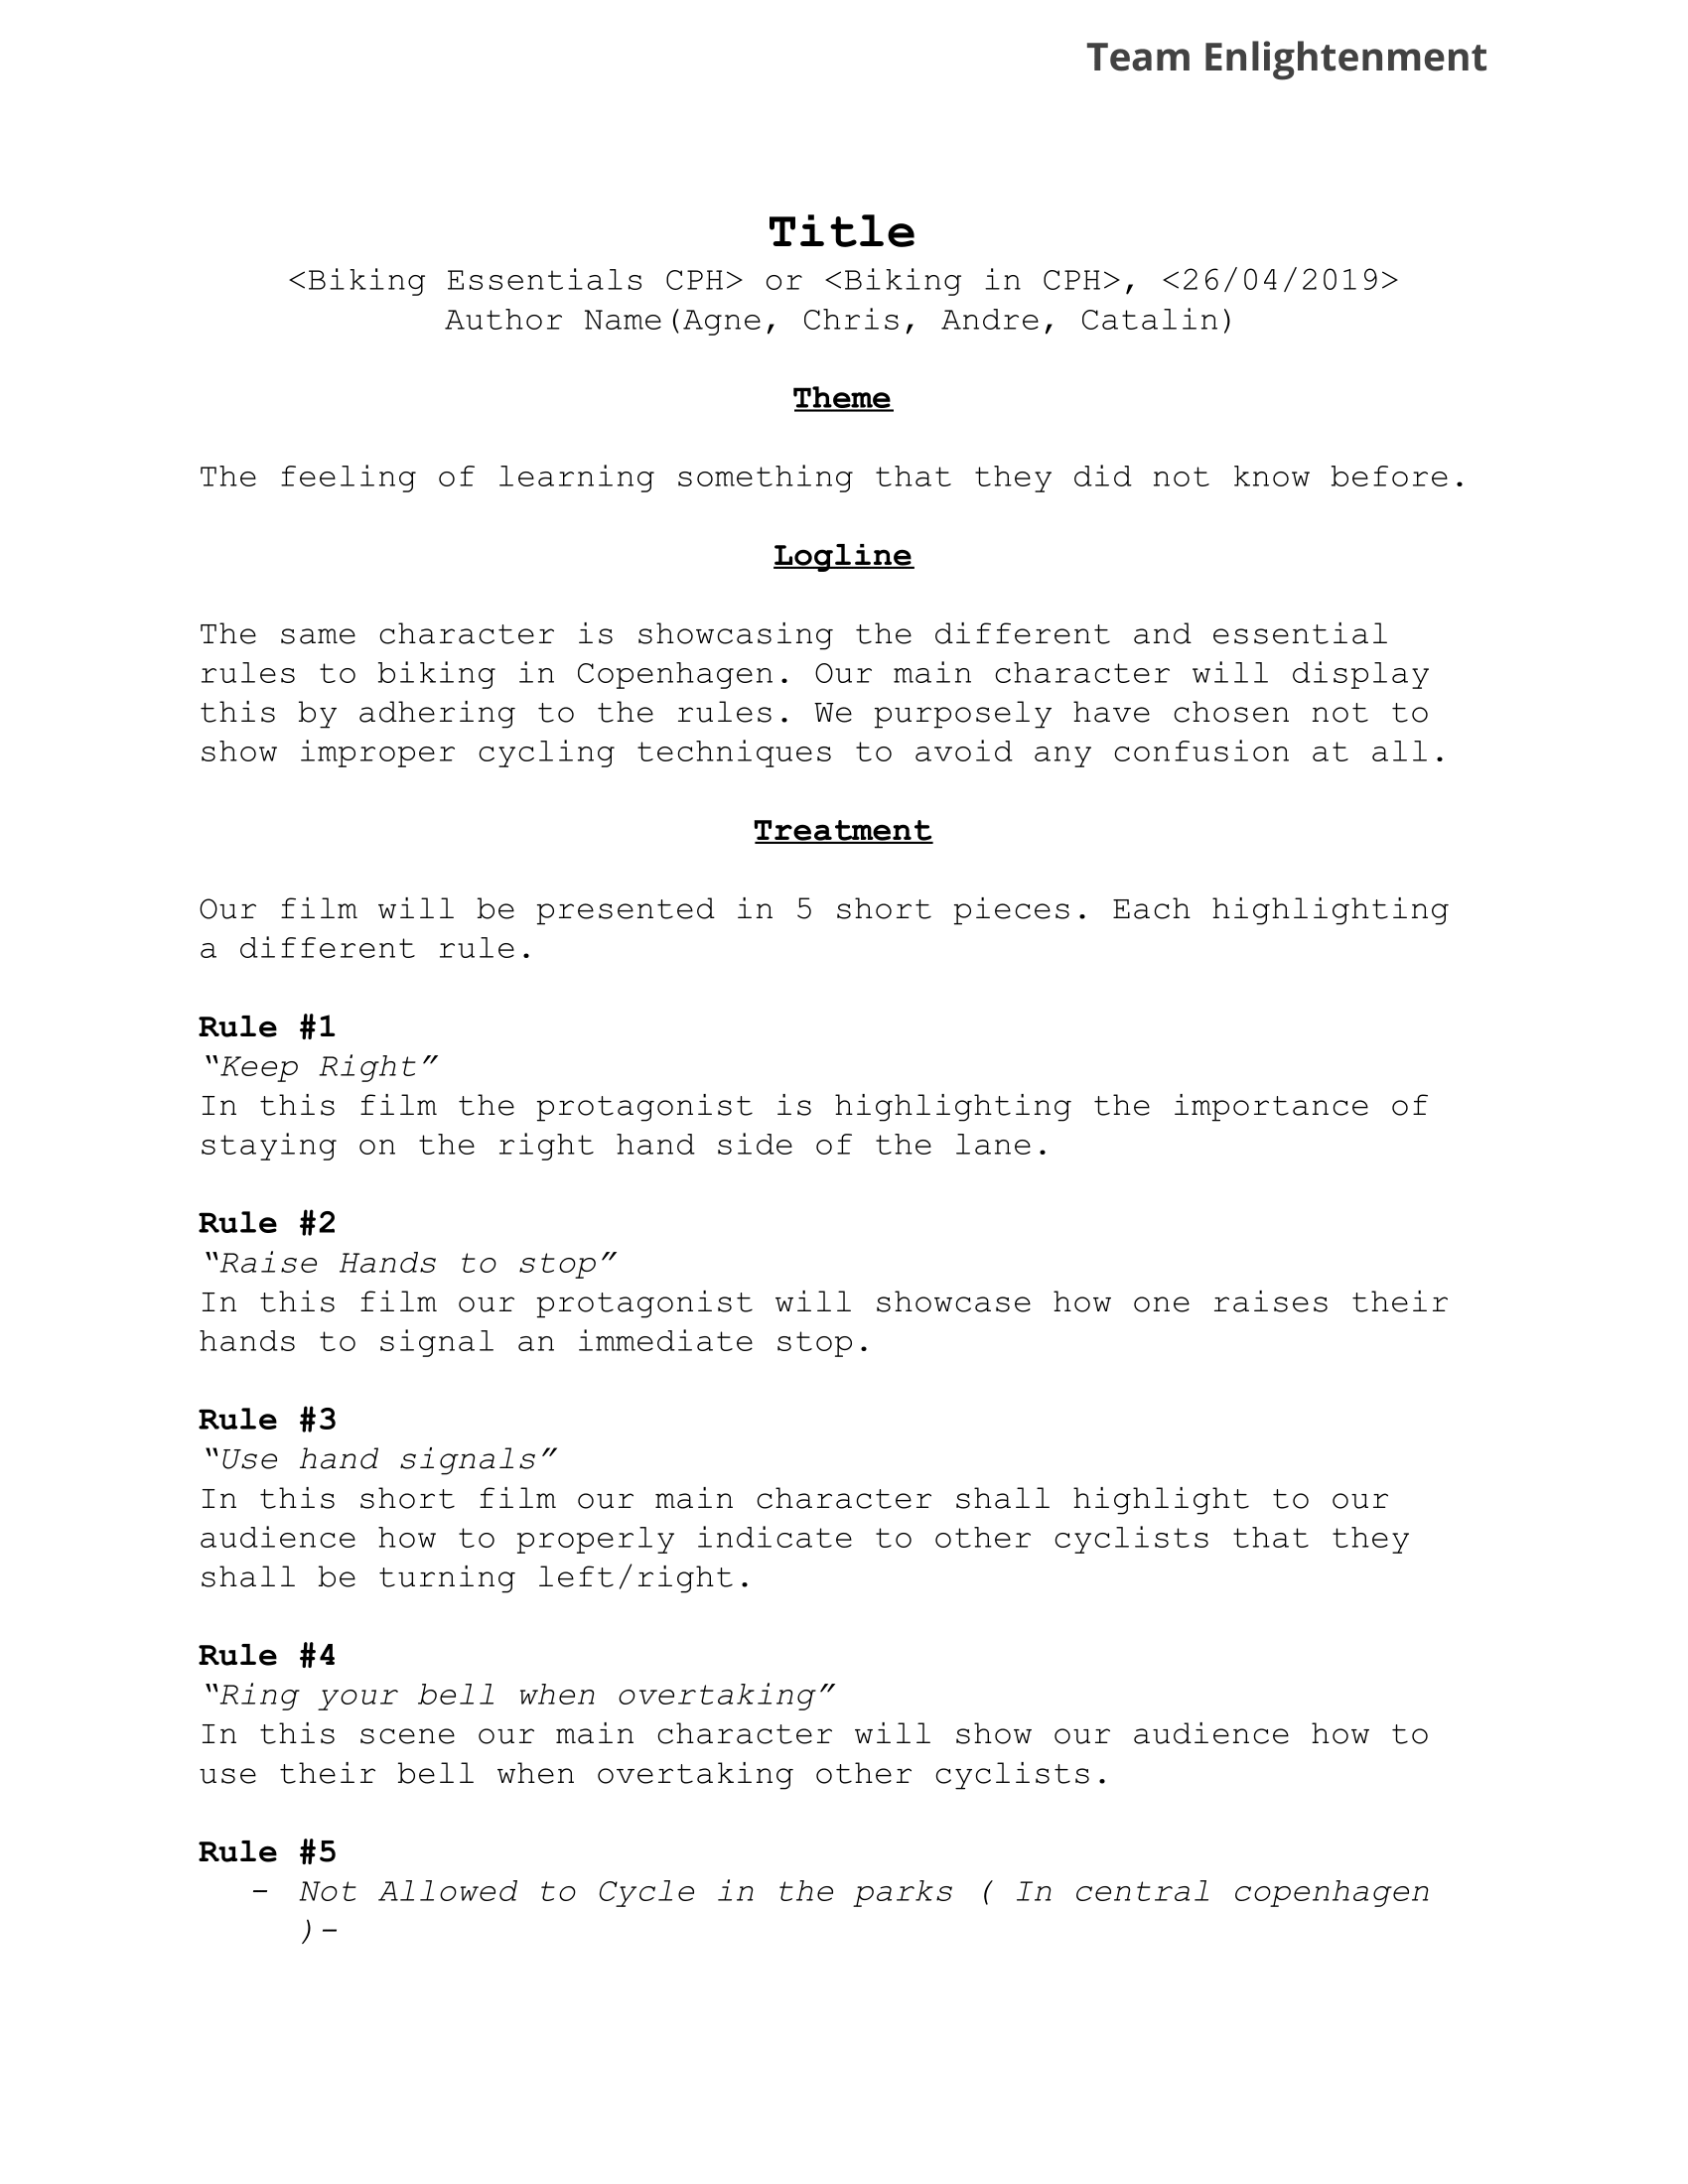 Team Enlightenment
Title
<Biking Essentials CPH> or <Biking in CPH>, <26/04/2019>
Author Name(Agne, Chris, Andre, Catalin)
Theme
The feeling of learning something that they did not know before.
Logline
The same character is showcasing the different and essential
rules to biking in Copenhagen. Our main character will display
this by adhering to the rules. We purposely have chosen not to
show improper cycling techniques to avoid any confusion at all.
Treatment
Our film will be presented in 5 short pieces. Each highlighting
a different rule.
Rule #1
“Keep Right”
In this film the protagonist is highlighting the importance of
staying on the right hand side of the lane.
Rule #2
“Raise Hands to stop”
In this film our protagonist will showcase how one raises their
hands to signal an immediate stop.
Rule #3
“Use hand signals”
In this short film our main character shall highlight to our
audience how to properly indicate to other cyclists that they
shall be turning left/right.
Rule #4
“Ring your bell when overtaking”
In this scene our main character will show our audience how to
use their bell when overtaking other cyclists.
Rule #5
- Not Allowed to Cycle in the parks ( In central copenhagen
)-